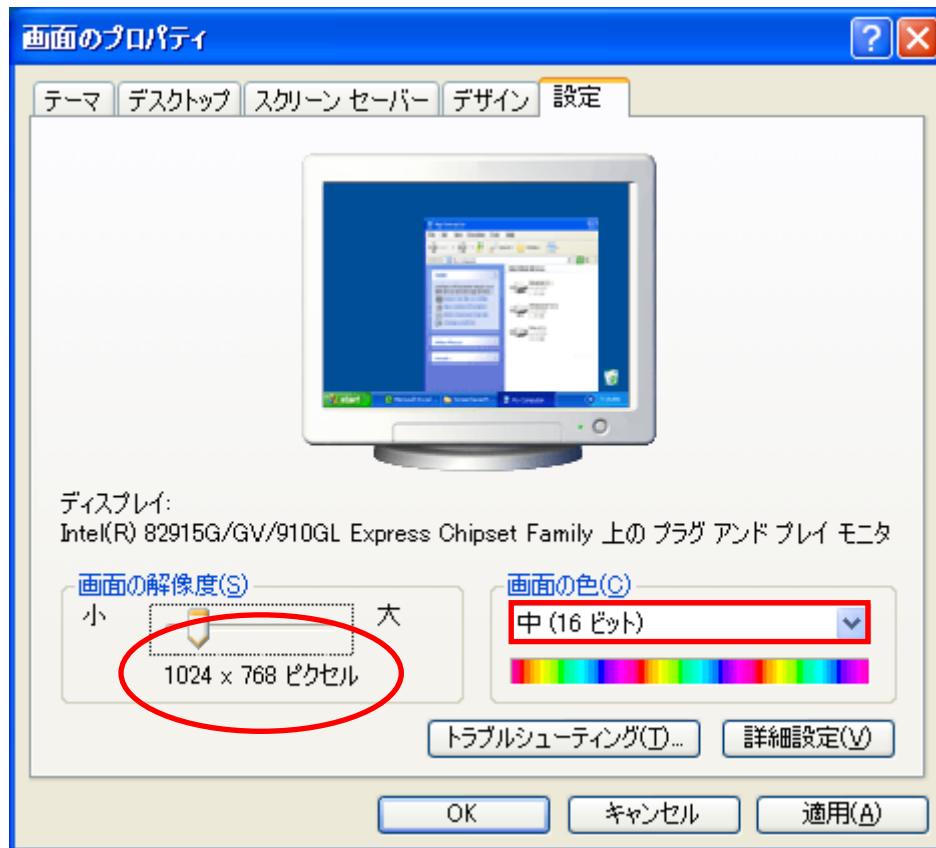 画面のプロパティ
テーマ デスクトップ スクリーン セーバー デザイン 設定
start
ディスプレイ:
Intel(R) 82915G/GV/910GL Express Chipset Family 上の プラグ アンド プレイ モニタ
画面の解像度(S)
小 大
1024 × 768 ピクセル
画面の色(C)
中 (16 ビット)
トラブルシューティング(T)... 詳細設定(V)
OK キャンセル 適用(A)